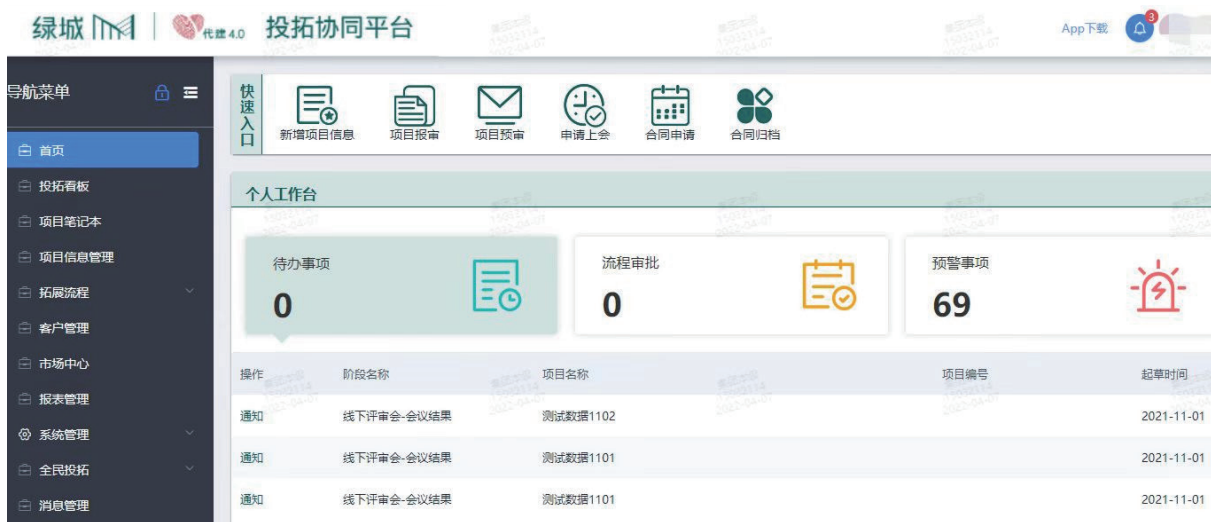 绿城 代建4.0 投拓协同平台
App下载 3
导航菜单
首页
投拓看板
项目笔记本
项目信息管理
拓展流程
客户管理
市场中心
报表管理
系统管理
全民投拓
消息管理
快速入口
新增项目信息 项目报审 项目预审 申请上会 合同申请 合同归档
个人工作台
待办事项 流程审批 预警事项
0 0 69
操作 阶段名称 项目名称 项目编号 起草时间
通知 线下评审会-会议结果 测试数据1102 2021-11-01
通知 线下评审会-会议结果 测试数据1101 2021-11-01
通知 线下评审会-会议结果 测试数据1101 2021-11-01